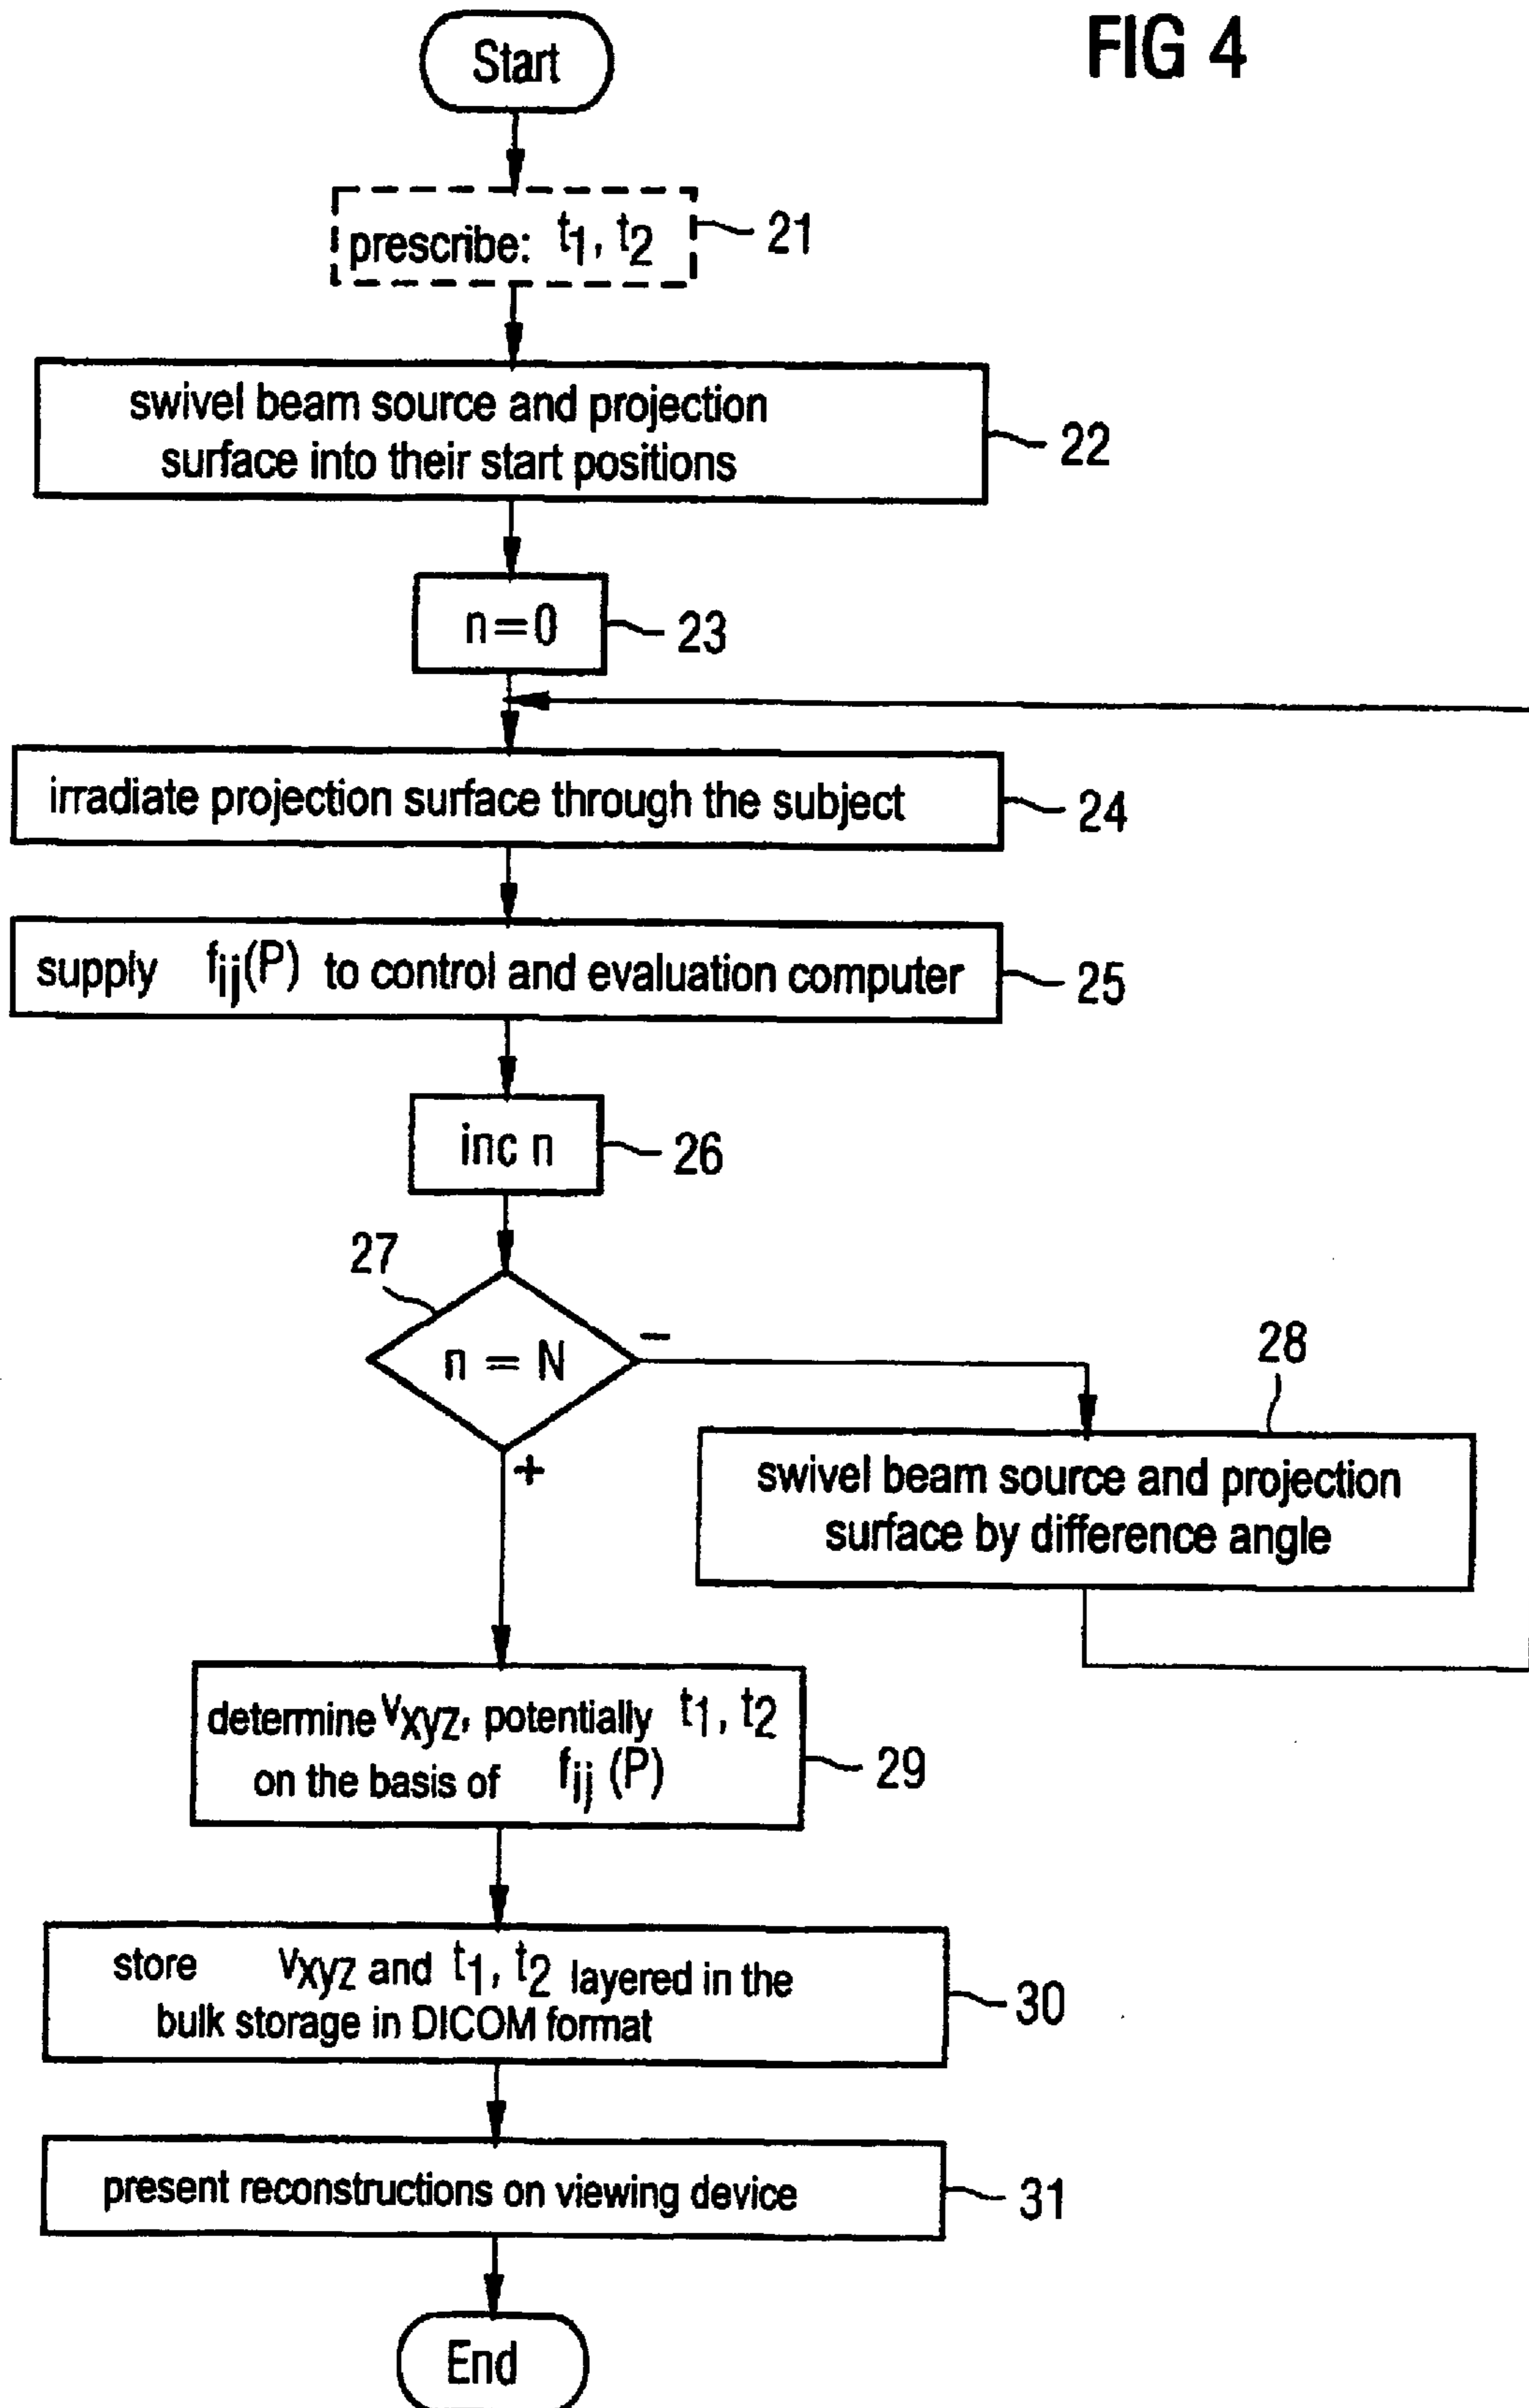 FIG 4
Start
prescribe: t1, t2
21
swivel beam source and projection
surface into their start positions
22
n=0
23
irradiate projection surface through the subject
24
supply fij(P) to control and evaluation computer
25
inc n
26
27
n = N
-
+
28
swivel beam source and projection
surface by difference angle
determine vxyz, potentially t1, t2
on the basis of fij (P)
29
store vxyz and t1, t2 layered in the
bulk storage in DICOM format
30
present reconstructions on viewing device
31
End